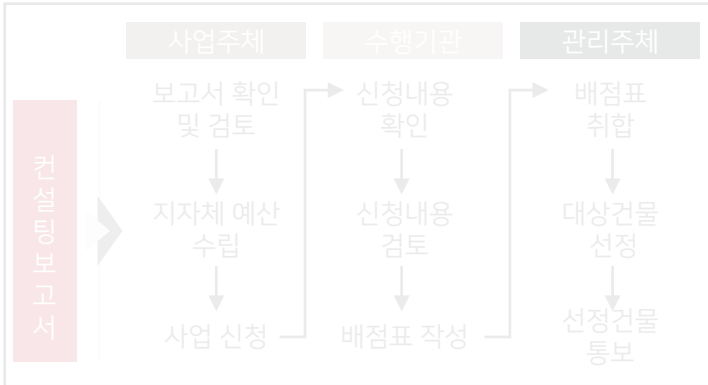 사업주체
수행기관
관리주체
컨설팅보고서
보고서 확인
및 검토
지자체 예산
수립
사업 신청
신청내용
확인
신청내용
검토
배점표 작성
배점표
취합
대상건물
선정
선정건물
통보